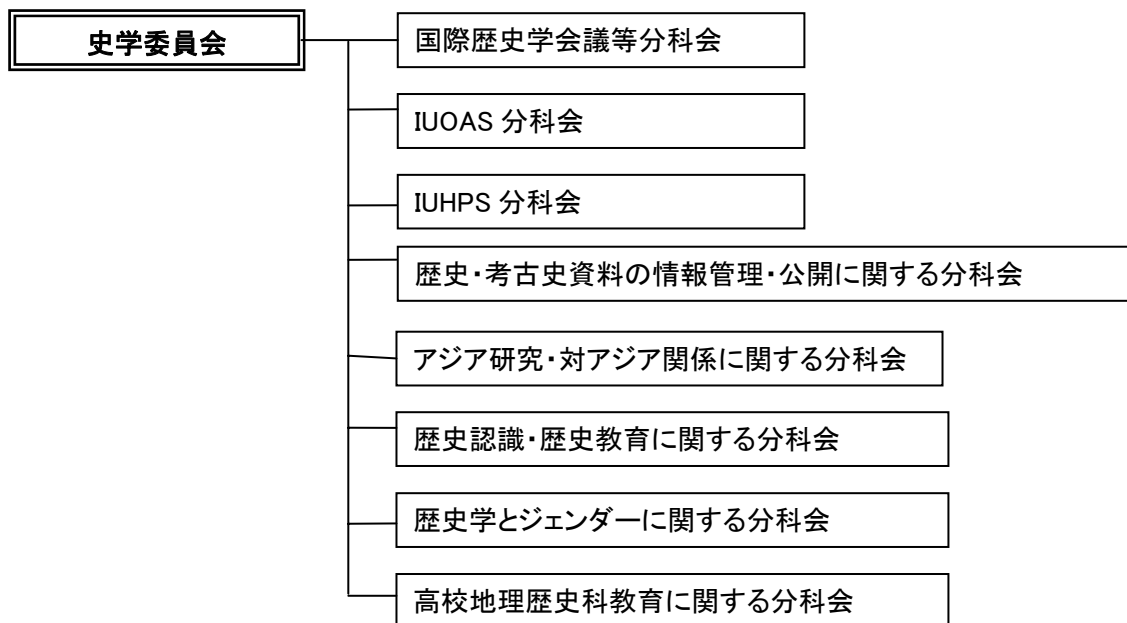 史学委員会
国際歴史学会議等分科会
IUOAS 分科会
IUHPS 分科会
歴史・考古史資料の情報管理・公開に関する分科会
アジア研究・対アジア関係に関する分科会
歴史認識・歴史教育に関する分科会
歴史学とジェンダーに関する分科会
高校地理歴史科教育に関する分科会